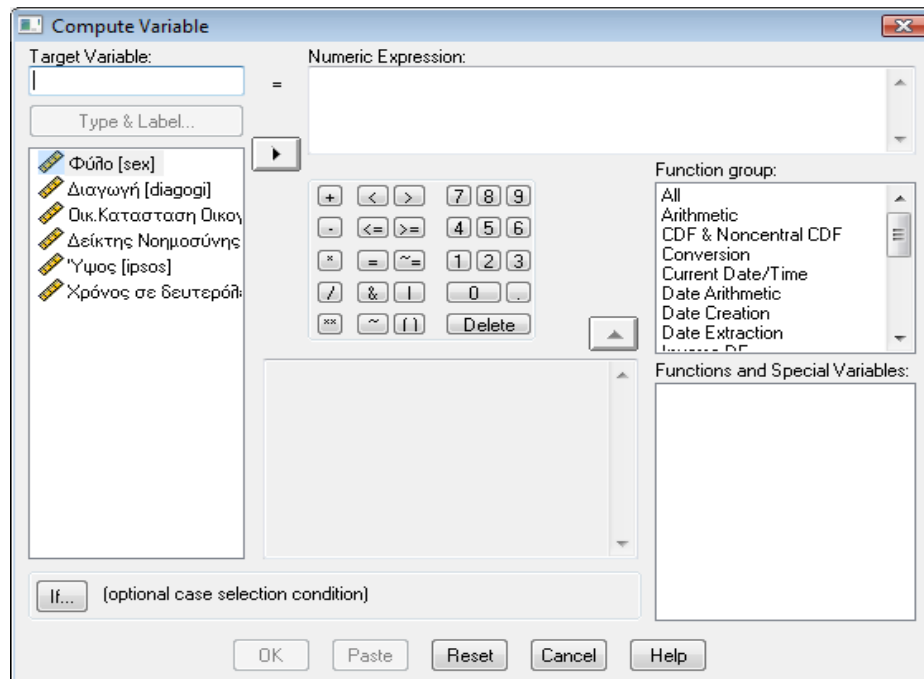 Compute Variable
Target Variable:
=
Numeric Expression:
Type & Label...
Φύλο [sex]
Διαγωγή [diagogi]
Οικ.Κατασταση
Δείκτης Νοημοσύνης
Ύψος [ipsos]
Χρόνος σε
+ < > 7 8 9
- <= >= 4 5 6
* = ~= 1 2 3
/ & | 0 .
** ~ () Delete
Function group:
All
Arithmetic
CDF & Noncentral CDF
Conversion
Current Date/Time
Date Arithmetic
Date Creation
Date Extraction
Functions and Special Variables:
If... (optional case selection condition)
OK Paste Reset Cancel Help